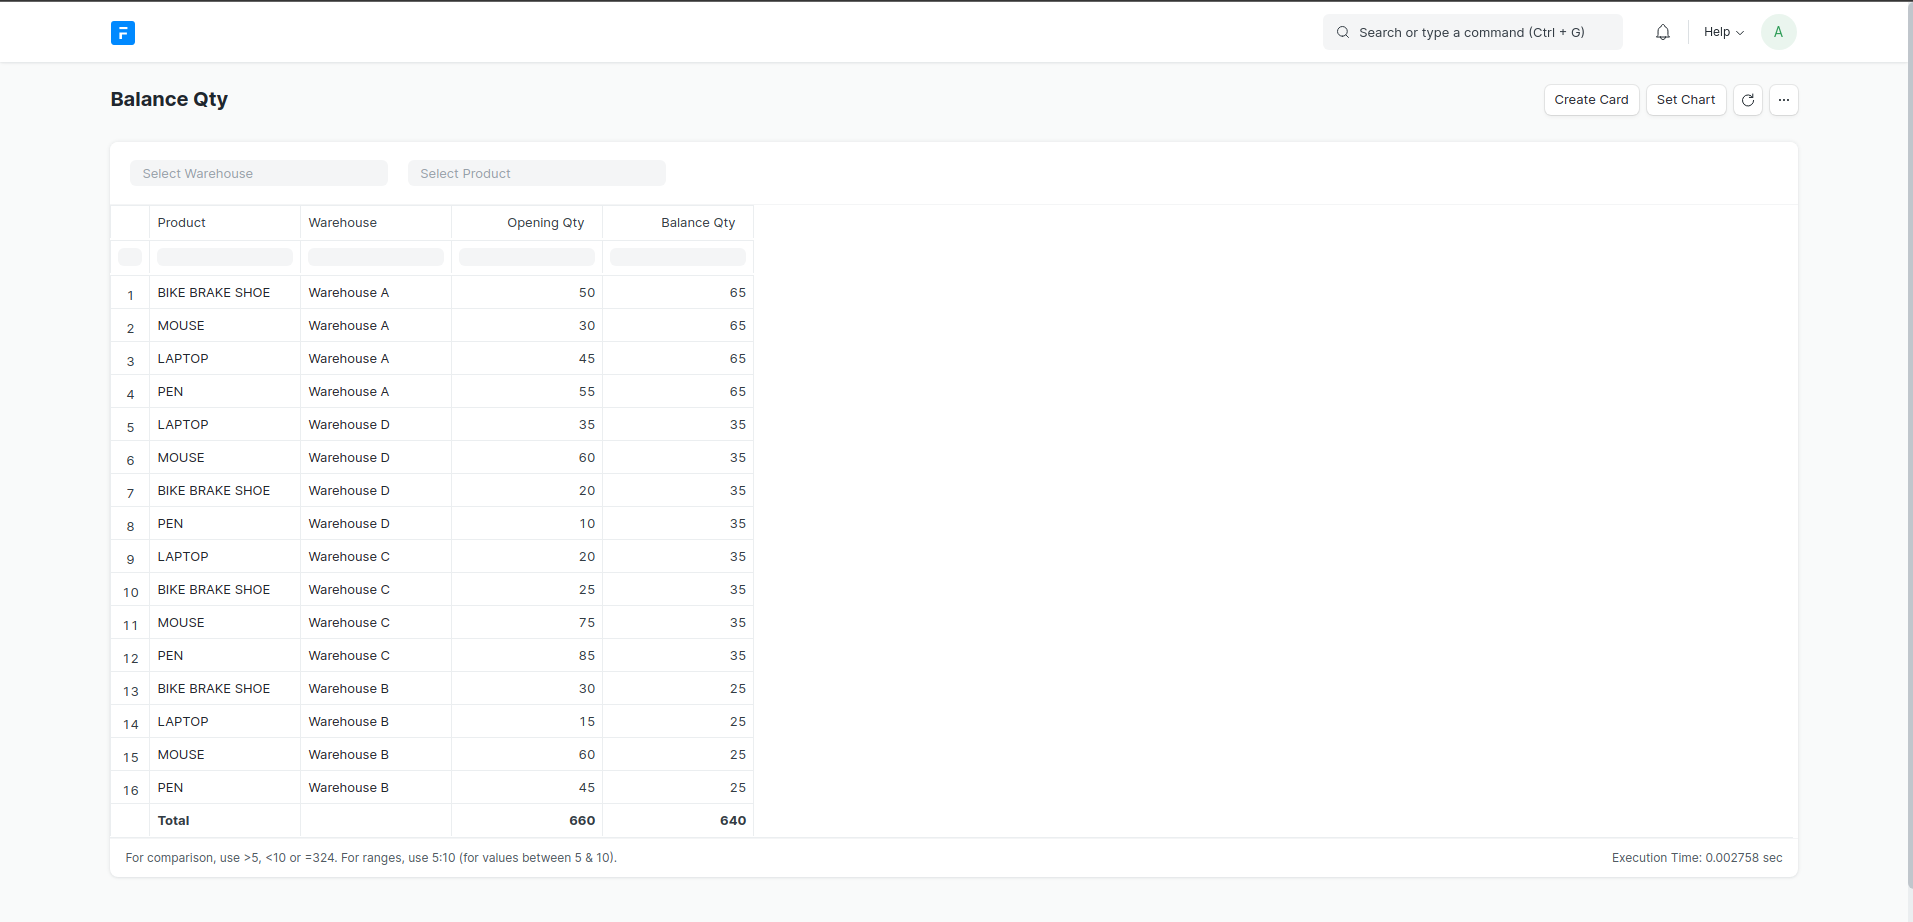 F
Search or type a command (Ctrl + G)
Help
A
Balance Qty
Create Card
Set Chart
...
Select Warehouse
Select Product
Product Warehouse Opening Qty Balance Qty
1 BIKE BRAKE SHOE Warehouse A 50 65
2 MOUSE Warehouse A 30 65
3 LAPTOP Warehouse A 45 65
4 PEN Warehouse A 55 65
5 LAPTOP Warehouse D 35 35
6 MOUSE Warehouse D 60 35
7 BIKE BRAKE SHOE Warehouse D 20 35
8 PEN Warehouse D 10 35
9 LAPTOP Warehouse C 20 35
10 BIKE BRAKE SHOE Warehouse C 25 35
11 MOUSE Warehouse C 75 35
12 PEN Warehouse C 85 35
13 BIKE BRAKE SHOE Warehouse B 30 25
14 LAPTOP Warehouse B 15 25
15 MOUSE Warehouse B 60 25
16 PEN Warehouse B 45 25
Total 660 640
For comparison, use >5, <10 or =324. For ranges, use 5:10 (for values between 5 & 10).
Execution Time: 0.002758 sec